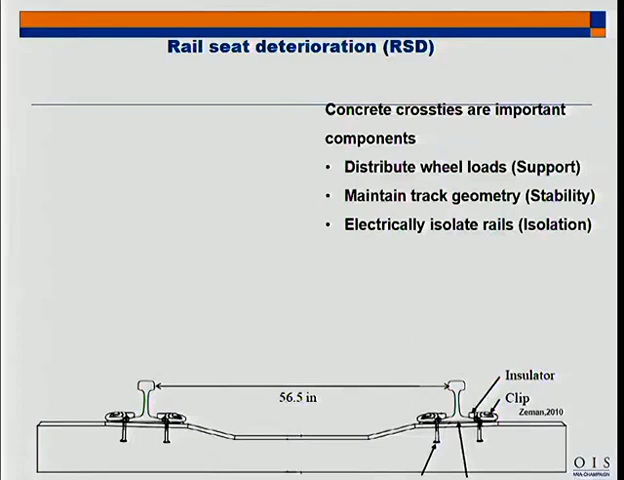 Rail seat deterioration (RSD)
Concrete crossties are important
components
• Distribute wheel loads (Support)
• Maintain track geometry (Stability)
• Electrically isolate rails (Isolation)
Insulator
56.5 in
Clip
Zeman,2010
O I S